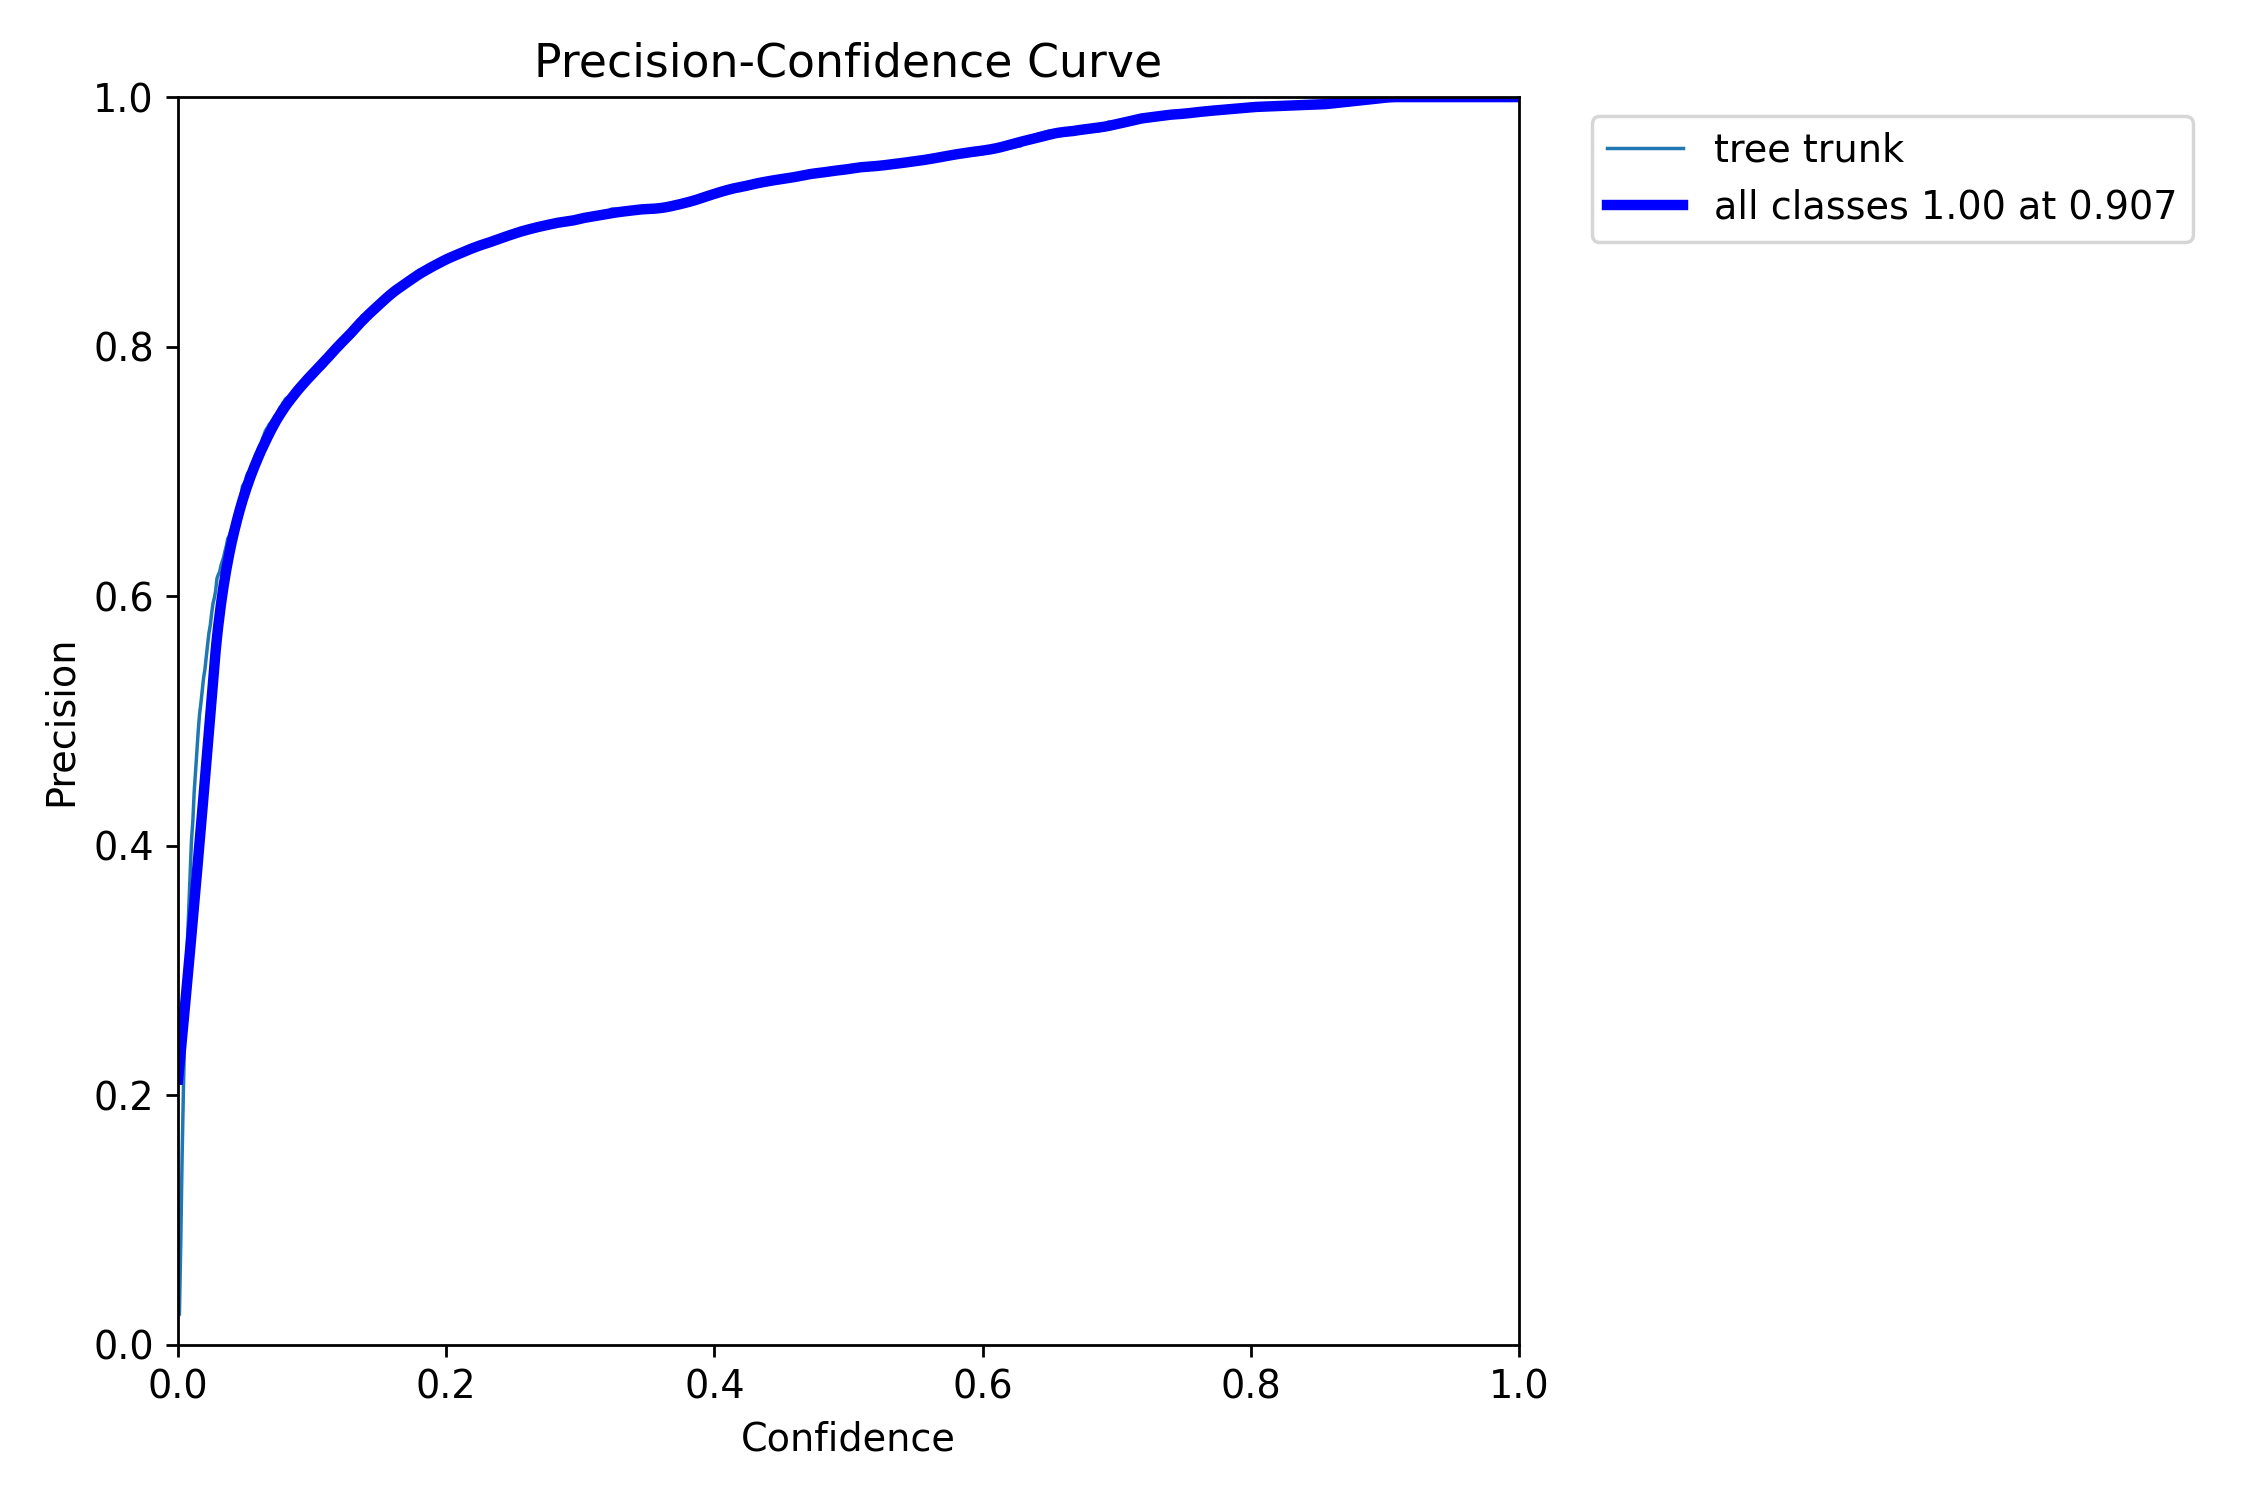 Precision-Confidence Curve
1.0
0.8
0.6
0.4
0.2
0.0
Precision
0.0 0.2 0.4 0.6 0.8 1.0
Confidence
tree trunk
all classes 1.00 at 0.907